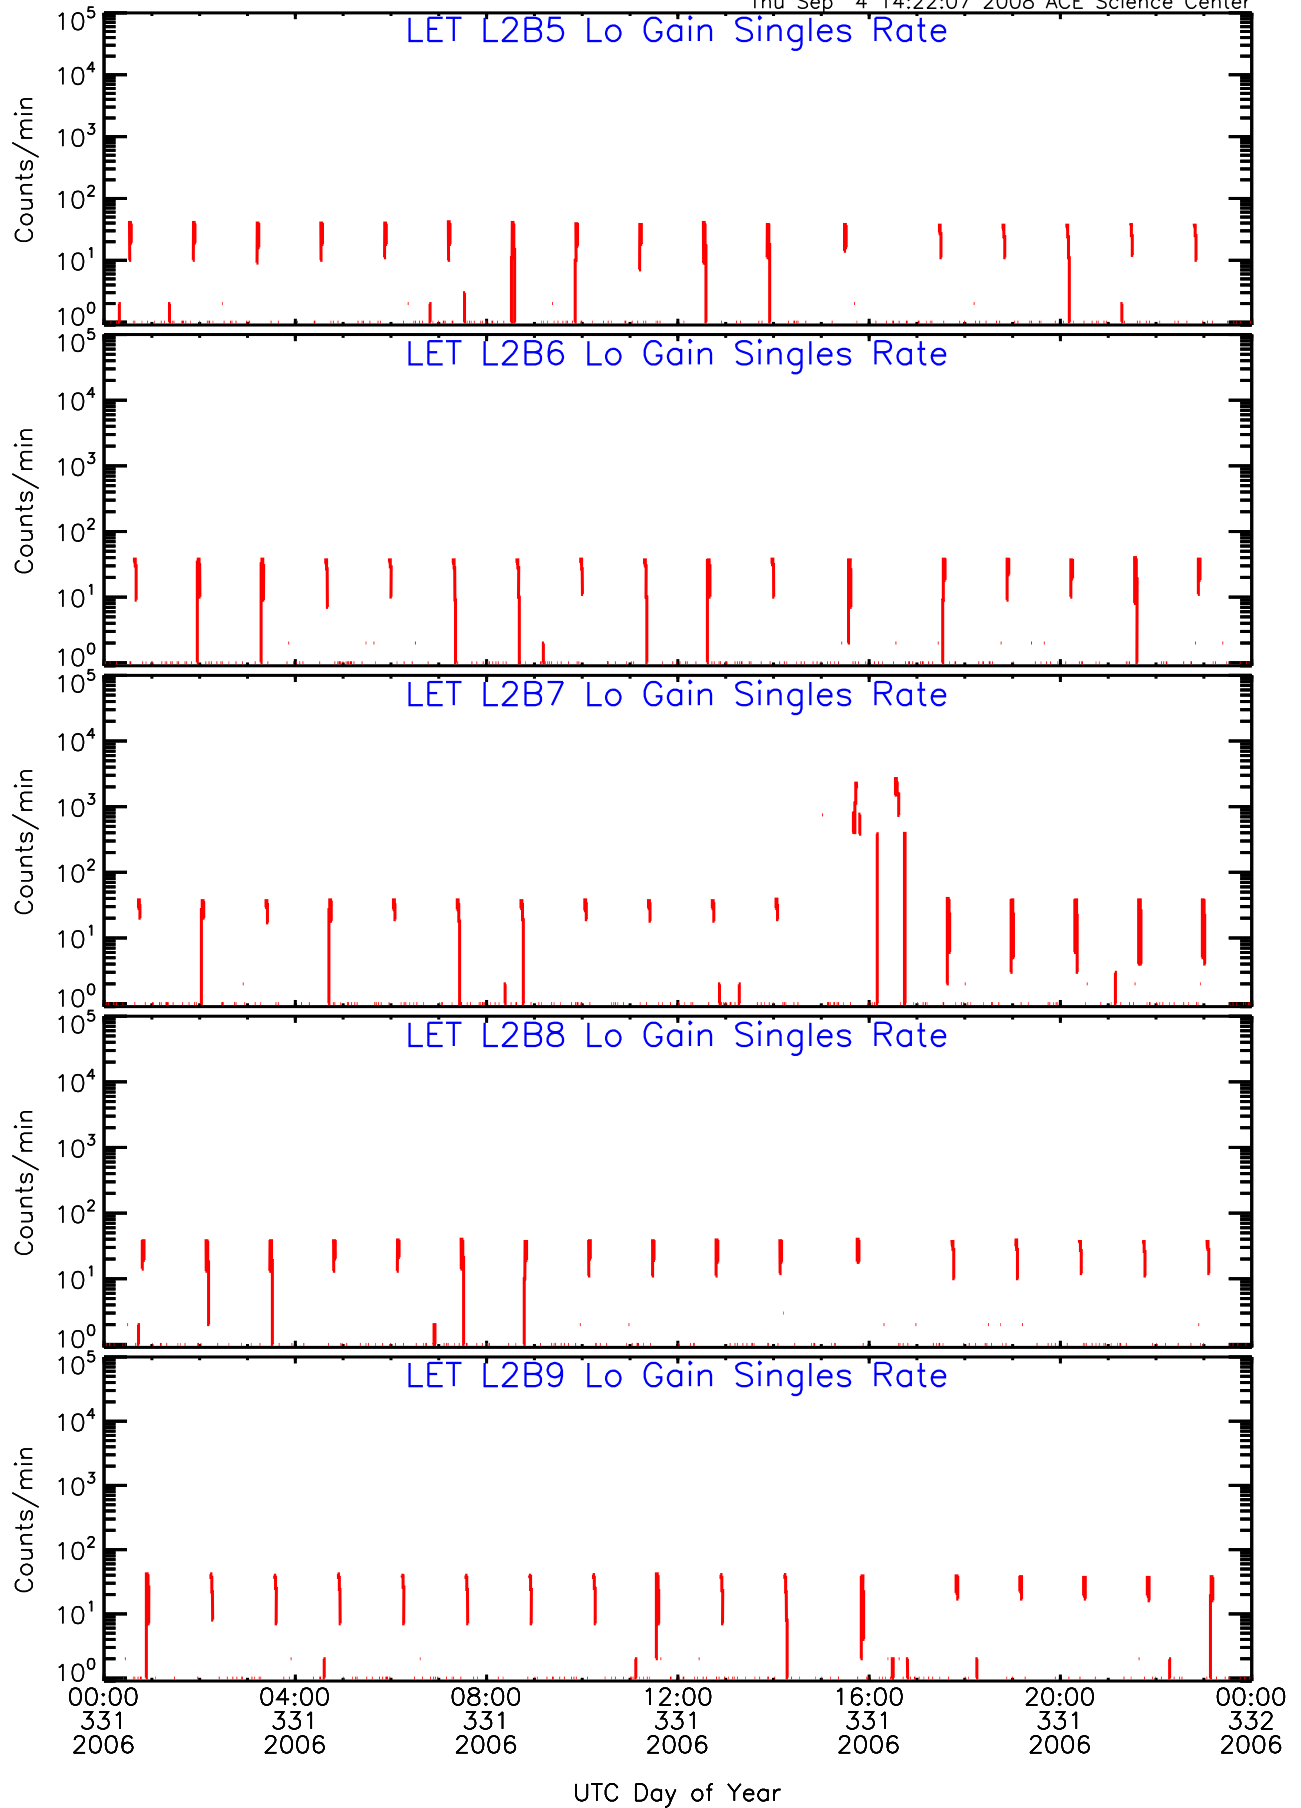 Thu Sep 4 14:22:07 2008 ACE Science Center
LET L2B5 Lo Gain Singles Rate
10^5
10^4
10^3
10^2
10^1
10^0
Counts/min
LET L2B6 Lo Gain Singles Rate
10^5
10^4
10^3
10^2
10^1
10^0
Counts/min
LET L2B7 Lo Gain Singles Rate
10^5
10^4
10^3
10^2
10^1
10^0
Counts/min
LET L2B8 Lo Gain Singles Rate
10^5
10^4
10^3
10^2
10^1
10^0
Counts/min
LET L2B9 Lo Gain Singles Rate
10^5
10^4
10^3
10^2
10^1
10^0
Counts/min
00:00 04:00 08:00 12:00 16:00 20:00 00:00
331 331 331 331 331 331 332
2006 2006 2006 2006 2006 2006 2006
UTC Day of Year